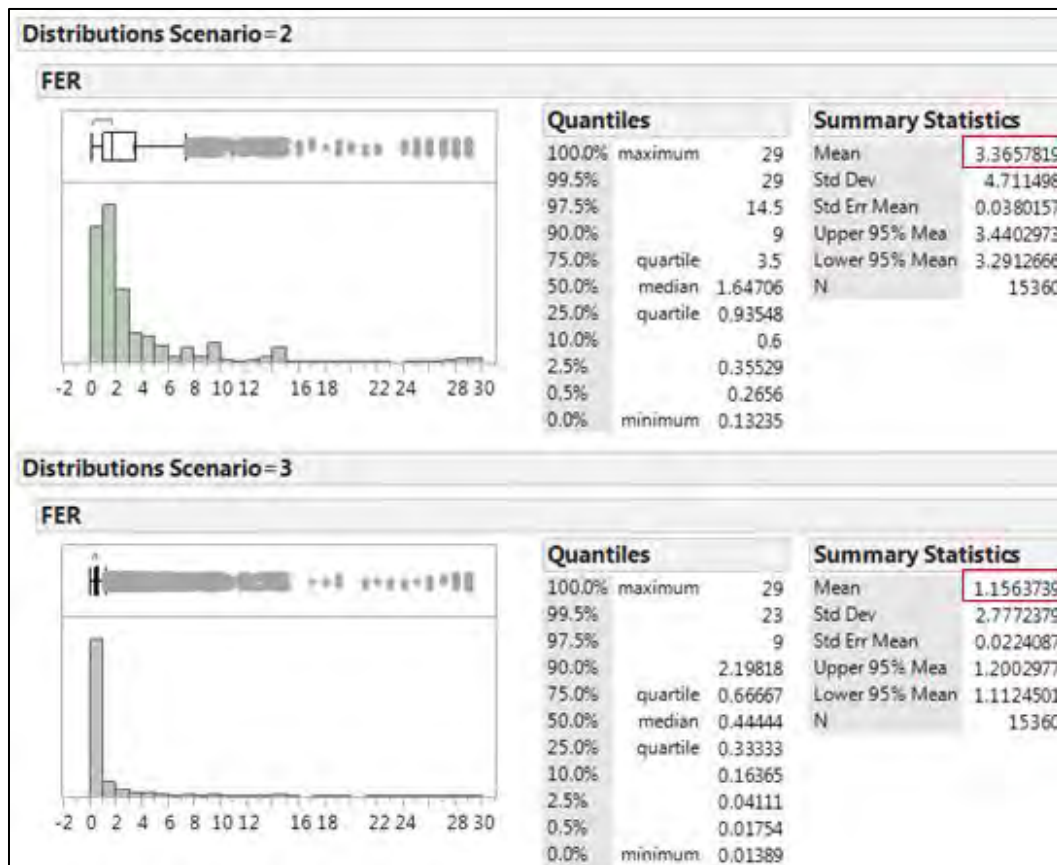 Distributions Scenario=2
FER
-2 0 2 4 6 8 10 12 16 18 22 24 28 30
Quantiles
100.0% maximum 29
99.5% 29
97.5% 14.5
90.0% 9
75.0% quartile 3.5
50.0% median 1.64706
25.0% quartile 0.93548
10.0% 0.6
2.5% 0.35529
0.5% 0.2656
0.0% minimum 0.13235
Summary Statistics
Mean 3.3657819
Std Dev 4.711498
Std Err Mean 0.0380157
Upper 95% Mea 3.4402973
Lower 95% Mean 3.2912666
N 15360
Distributions Scenario=3
FER
-2 0 2 4 6 8 10 12 16 18 22 24 28 30
Quantiles
100.0% maximum 29
99.5% 23
97.5% 9
90.0% 2.19818
75.0% quartile 0.66667
50.0% median 0.44444
25.0% quartile 0.33333
10.0% 0.16365
2.5% 0.04111
0.5% 0.01754
0.0% minimum 0.01389
Summary Statistics
Mean 1.1563739
Std Dev 2.7772379
Std Err Mean 0.0224087
Upper 95% Mea 1.2002977
Lower 95% Mean 1.1124501
N 15360